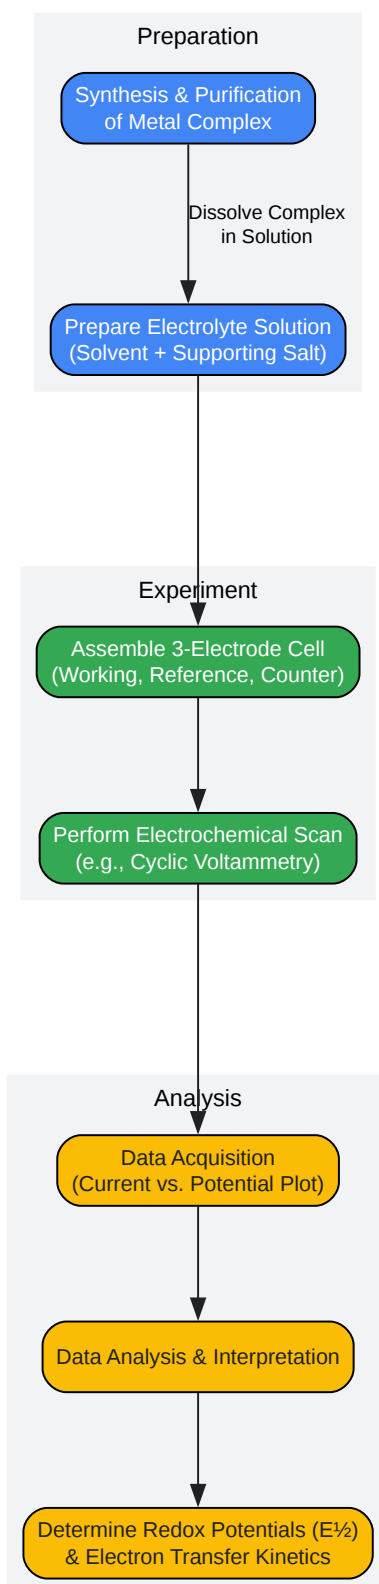 Preparation
Synthesis & Purification
of Metal Complex
Dissolve Complex
in Solution
Prepare Electrolyte Solution
(Solvent + Supporting Salt)
Experiment
Assemble 3-Electrode Cell
(Working, Reference, Counter)
Perform Electrochemical Scan
(e.g., Cyclic Voltammetry)
Analysis
Data Acquisition
(Current vs. Potential Plot)
Data Analysis & Interpretation
Determine Redox Potentials (E½)
& Electron Transfer Kinetics